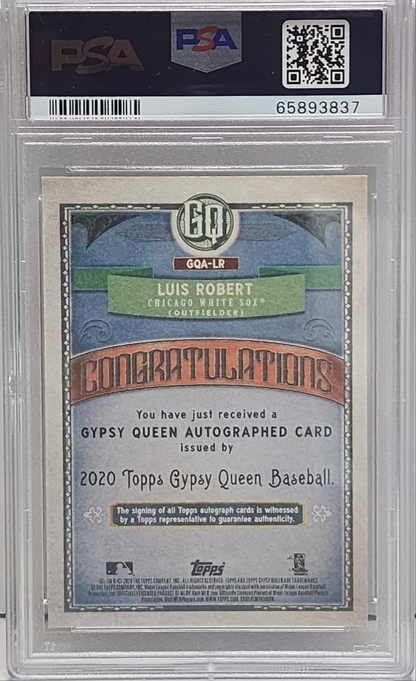 PSA
PSA
65893837
GQ
GQA-LR
LUIS ROBERT
CHICAGO WHITE SOX®
(OUTFIELDER)
CONGRATULATIONS
You have just received a
GYPSY QUEEN AUTOGRAPHED CARD
issued by
2020 Topps Gypsy Queen Baseball.
The signing of all Topps autograph cards is witnessed
by a Topps representative to guarantee authenticity.
Topps